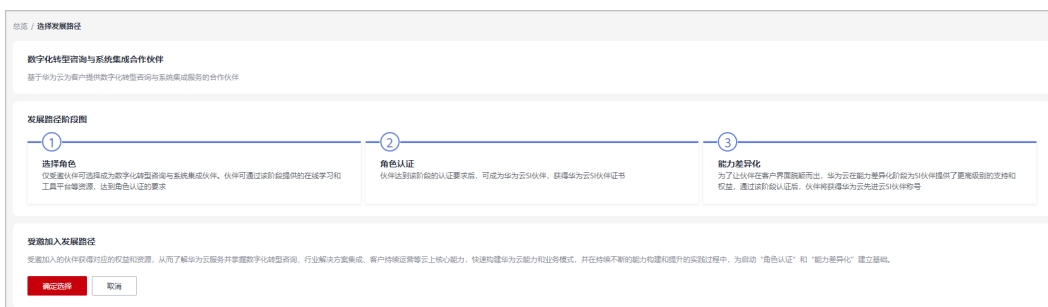 总览 / 选择发展路径
数字化转型咨询与系统集成合作伙伴
基于华为云为客户提供数字化转型咨询与系统集成服务的合作伙伴
发展路径阶段图
1
选择角色
仅受邀伙伴可选择成为数字化转型咨询与系统集成伙伴。伙伴可通过该阶段提供的在线学习和
工具平台等资源，达到角色认证的要求
2
角色认证
伙伴达到该阶段的认证要求后，可成为华为云SI伙伴，获得华为云SI伙伴证书
3
能力差异化
为了让伙伴在客户界面脱颖而出，华为云在能力差异化阶段为SI伙伴提供了更高级别的支持和
权益，通过该阶段认证后，伙伴将获得华为云先进云SI伙伴称号
受邀加入发展路径
受邀加入的伙伴获得对应的权益和资源，从而了解华为云服务并掌握数字化转型咨询、行业解决方案集成、客户持续运营等云上核心能力，快速构建华为云能力和业务模式，并在持续不断的能力构建和提升的实践过程中，为启动“角色认证”和“能力差异化”建立基础。
确定选择 取消